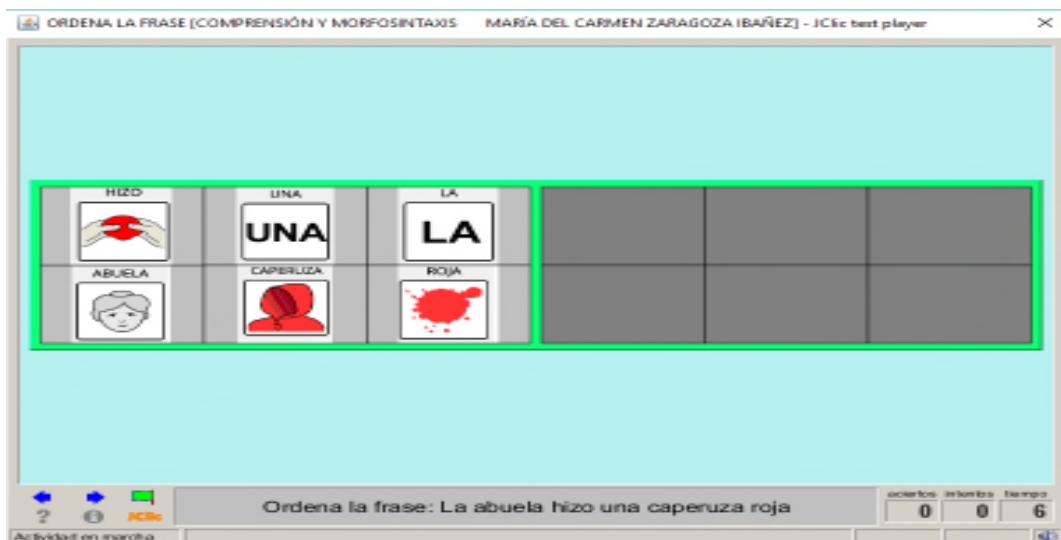 ORDENA LA FRASE [COMPRENSIÓN Y MORFOSINTAXIS MARÍA DEL CARMEN ZARAGOZA IBAÑEZ] - JClic test player
HIZO UNA LA
UNA LA
ABUELA CAPERUZA ROJA
Ordena la frase: La abuela hizo una caperuza roja
aciertos intentos tiempo
0 0 6
JClic
Actividad en marcha